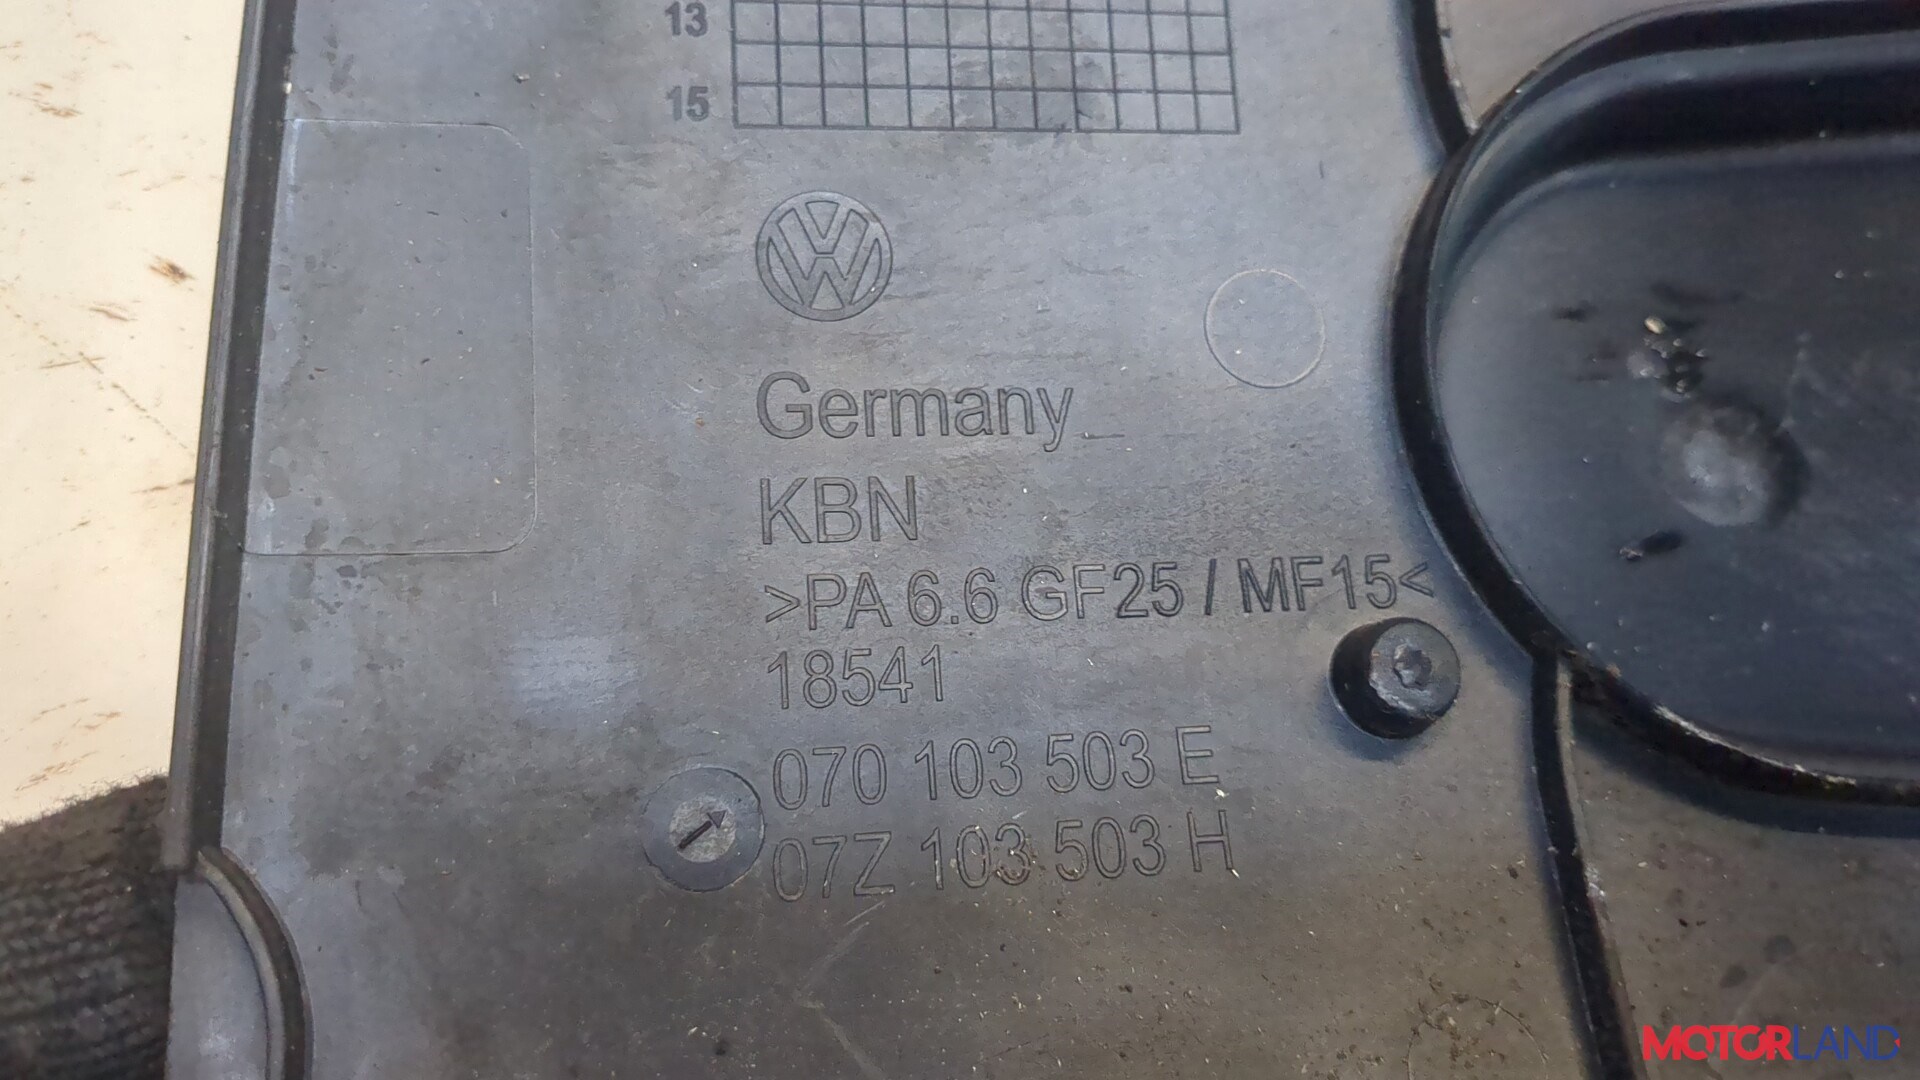 13
15
Germany
KBN
>PA 6.6 GF25 / MF15<
18541
070 103 503 E
07Z 103 503 H
MOTORLAND